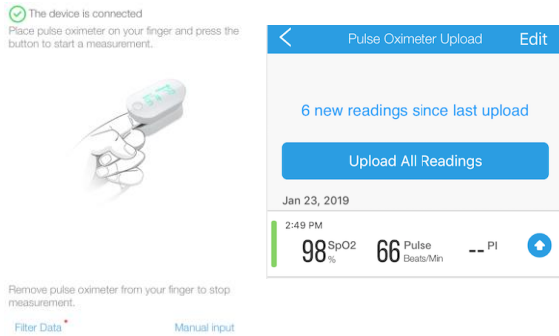 The device is connected
Place pulse oximeter on your finger and press the
button to start a measurement.
Remove pulse oximeter from your finger to stop
measurement.
Filter Data *
Manual input
Pulse Oximeter Upload
Edit
6 new readings since last upload
Upload All Readings
Jan 23, 2019
2:49 PM
98 SpO2 %
66 Pulse Beats/Min
-- PI